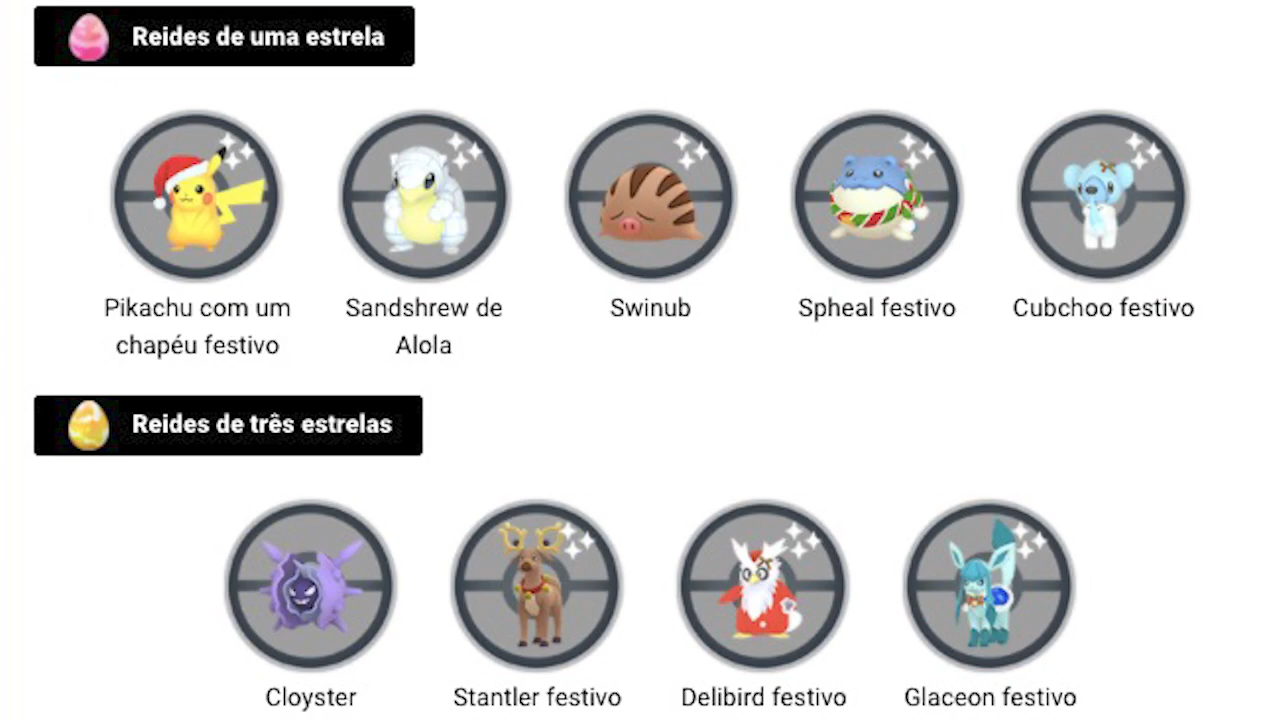 Reides de uma estrela
Pikachu com um
chapéu festivo
Sandshrew de
Alola
Swinub
Spheal festivo
Cubchoo festivo
Reides de três estrelas
Cloyster
Stantler festivo
Delibird festivo
Glaceon festivo